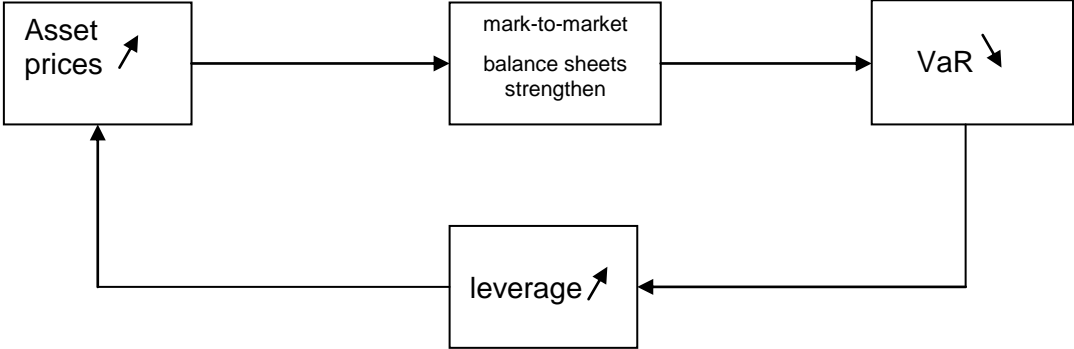 Asset
prices
mark-to-market
balance sheets
strengthen
VaR
leverage